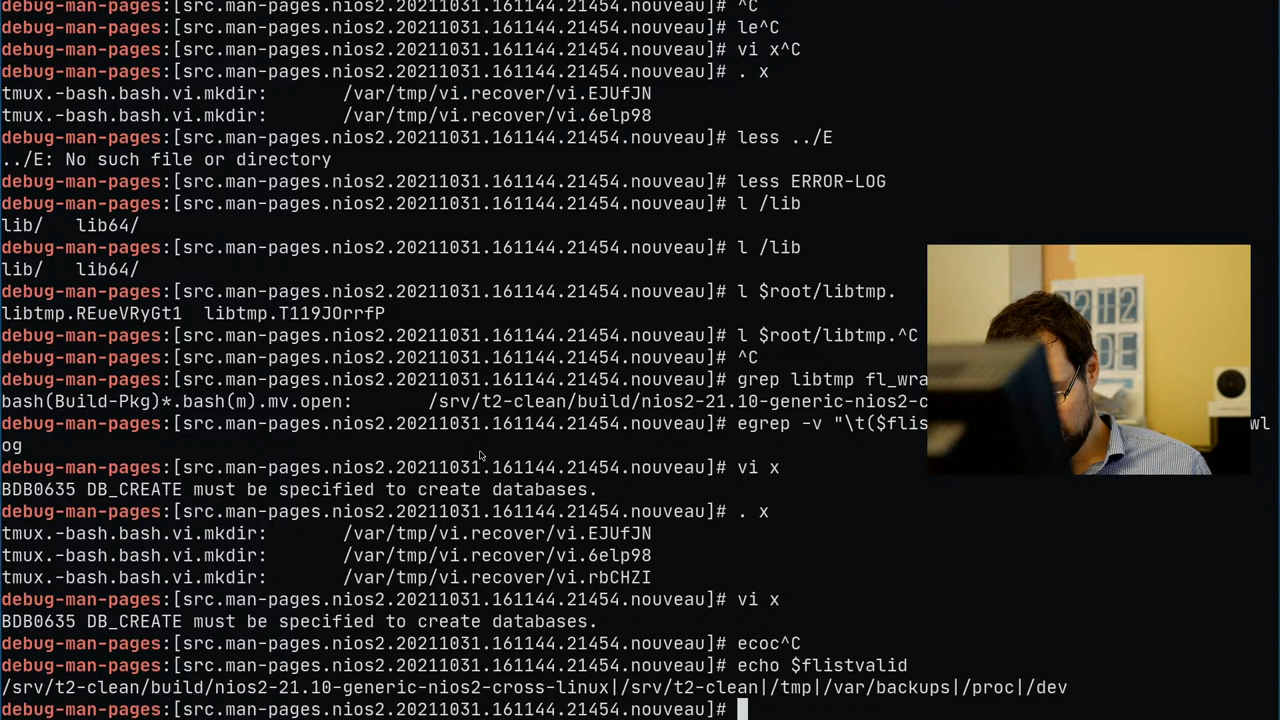 debug-man-pages:[src.man-pages.nios2.20211031.161144.21454.nouveau]# ^C
debug-man-pages:[src.man-pages.nios2.20211031.161144.21454.nouveau]# le^C
debug-man-pages:[src.man-pages.nios2.20211031.161144.21454.nouveau]# vi x^C
debug-man-pages:[src.man-pages.nios2.20211031.161144.21454.nouveau]# . x
tmux.-bash.bash.vi.mkdir:       /var/tmp/vi.recover/vi.EJUfJN
tmux.-bash.bash.vi.mkdir:       /var/tmp/vi.recover/vi.6elp98
debug-man-pages:[src.man-pages.nios2.20211031.161144.21454.nouveau]# less ../E
../E: No such file or directory
debug-man-pages:[src.man-pages.nios2.20211031.161144.21454.nouveau]# less ERROR-LOG
debug-man-pages:[src.man-pages.nios2.20211031.161144.21454.nouveau]# l /lib
lib/   lib64/
debug-man-pages:[src.man-pages.nios2.20211031.161144.21454.nouveau]# l /lib
lib/   lib64/
debug-man-pages:[src.man-pages.nios2.20211031.161144.21454.nouveau]# l $root/libtmp.
libtmp.REueVRyGt1  libtmp.T119JOrrfP
debug-man-pages:[src.man-pages.nios2.20211031.161144.21454.nouveau]# l $root/libtmp.^C
debug-man-pages:[src.man-pages.nios2.20211031.161144.21454.nouveau]# ^C
debug-man-pages:[src.man-pages.nios2.20211031.161144.21454.nouveau]# grep libtmp fl_wra
bash(Build-Pkg)*.bash(m).mv.open:       /srv/t2-clean/build/nios2-21.10-generic-nios2-c
debug-man-pages:[src.man-pages.nios2.20211031.161144.21454.nouveau]# egrep -v "\t($flis wl
og
debug-man-pages:[src.man-pages.nios2.20211031.161144.21454.nouveau]# vi x
BDB0635 DB_CREATE must be specified to create databases.
debug-man-pages:[src.man-pages.nios2.20211031.161144.21454.nouveau]# . x
tmux.-bash.bash.vi.mkdir:       /var/tmp/vi.recover/vi.EJUfJN
tmux.-bash.bash.vi.mkdir:       /var/tmp/vi.recover/vi.6elp98
tmux.-bash.bash.vi.mkdir:       /var/tmp/vi.recover/vi.rbCHZI
debug-man-pages:[src.man-pages.nios2.20211031.161144.21454.nouveau]# vi x
BDB0635 DB_CREATE must be specified to create databases.
debug-man-pages:[src.man-pages.nios2.20211031.161144.21454.nouveau]# ecoc^C
debug-man-pages:[src.man-pages.nios2.20211031.161144.21454.nouveau]# echo $flistvalid
/srv/t2-clean/build/nios2-21.10-generic-nios2-cross-linux|/srv/t2-clean|/tmp|/var/backups|/proc|/dev
debug-man-pages:[src.man-pages.nios2.20211031.161144.21454.nouveau]#